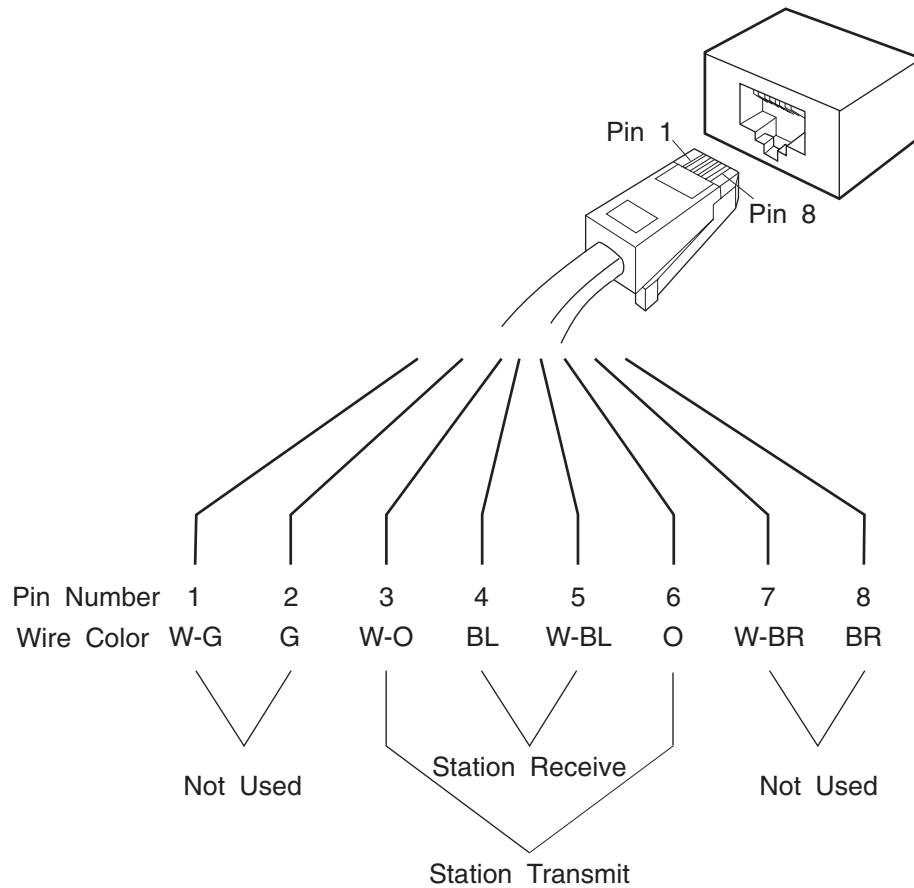 Pin 1
Pin 8
Pin Number 1 2 3 4 5 6 7 8
Wire Color W-G G W-O BL W-BL O W-BR BR
Station Receive
Not Used Not Used
Station Transmit